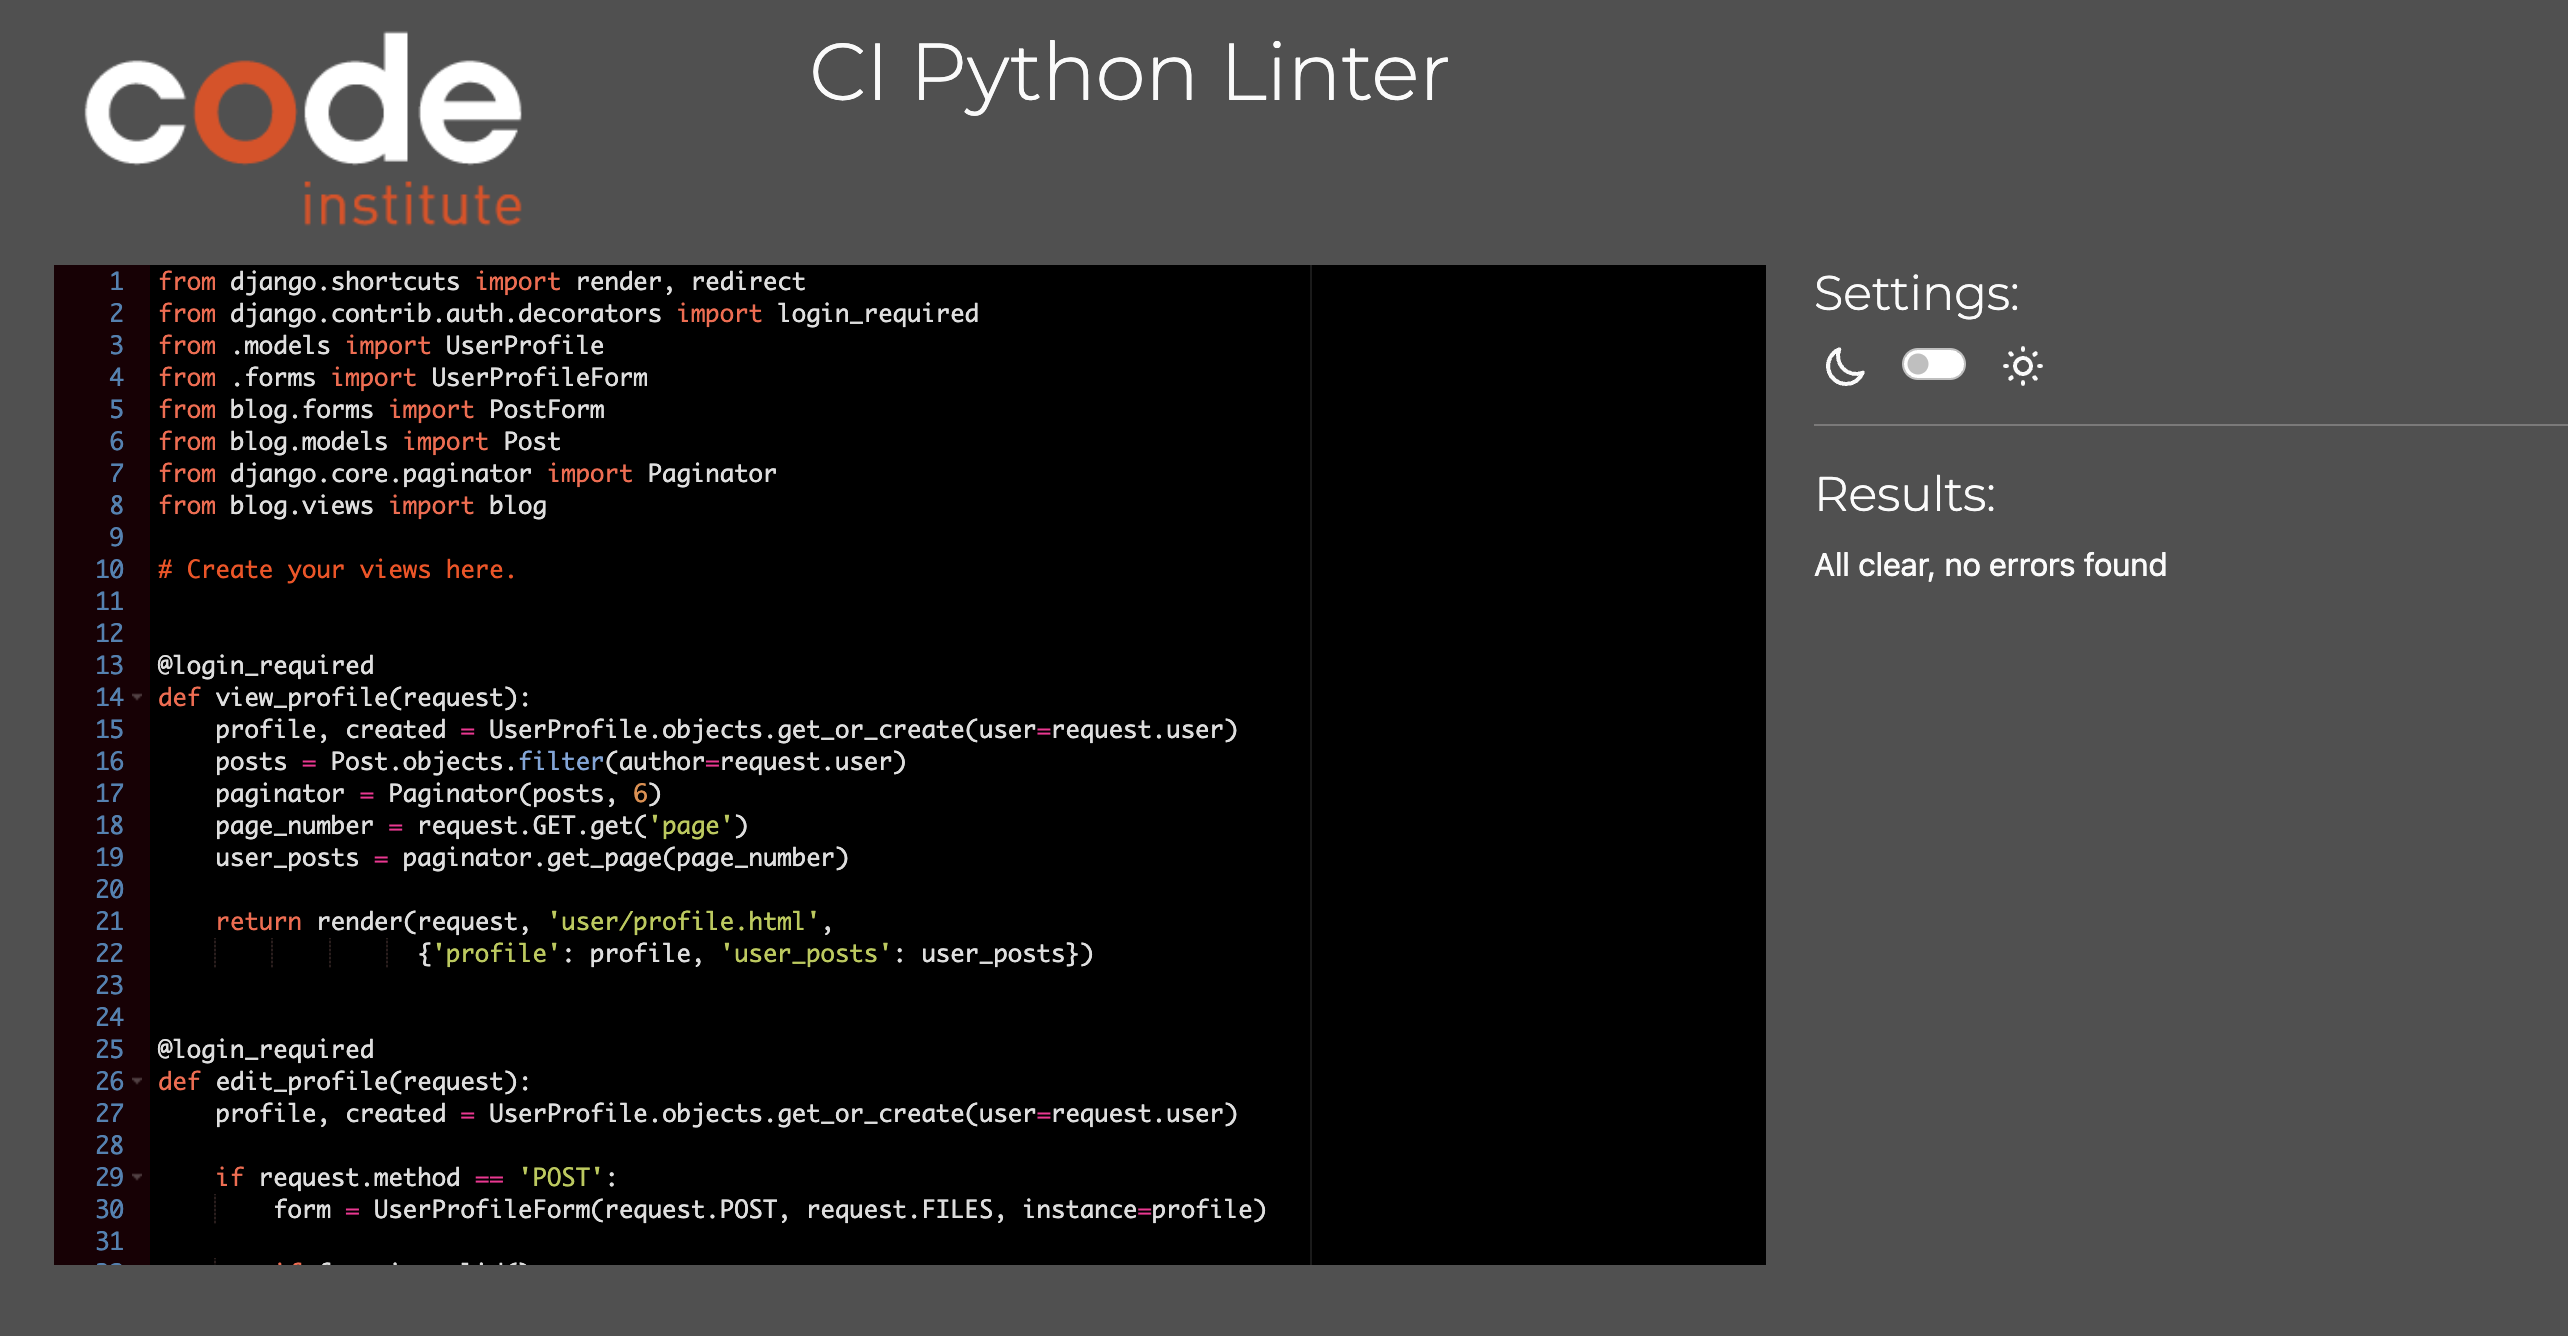 code
institute
CI Python Linter
1 from django.shortcuts import render, redirect
2 from django.contrib.auth.decorators import login_required
3 from .models import UserProfile
4 from .forms import UserProfileForm
5 from blog.forms import PostForm
6 from blog.models import Post
7 from django.core.paginator import Paginator
8 from blog.views import blog
9
10 # Create your views here.
11
12
13 @login_required
14 def view_profile(request):
15     profile, created = UserProfile.objects.get_or_create(user=request.user)
16     posts = Post.objects.filter(author=request.user)
17     paginator = Paginator(posts, 6)
18     page_number = request.GET.get('page')
19     user_posts = paginator.get_page(page_number)
20
21     return render(request, 'user/profile.html',
22                   {'profile': profile, 'user_posts': user_posts})
23
24
25 @login_required
26 def edit_profile(request):
27     profile, created = UserProfile.objects.get_or_create(user=request.user)
28
29     if request.method == 'POST':
30         form = UserProfileForm(request.POST, request.FILES, instance=profile)
31
Settings:
Results:
All clear, no errors found